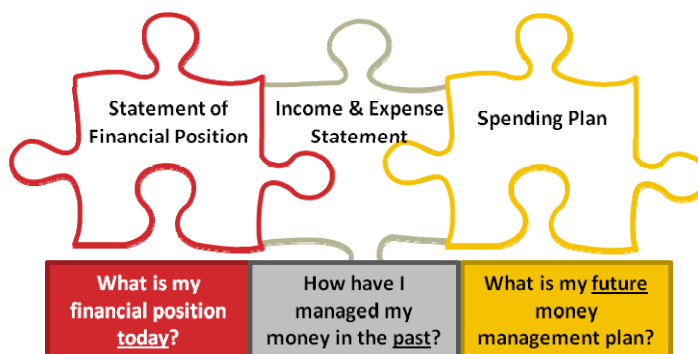 Statement of
Financial Position
Income & Expense
Statement
Spending Plan
What is my
financial position
today?
How have I
managed my
money in the past?
What is my future
money
management plan?